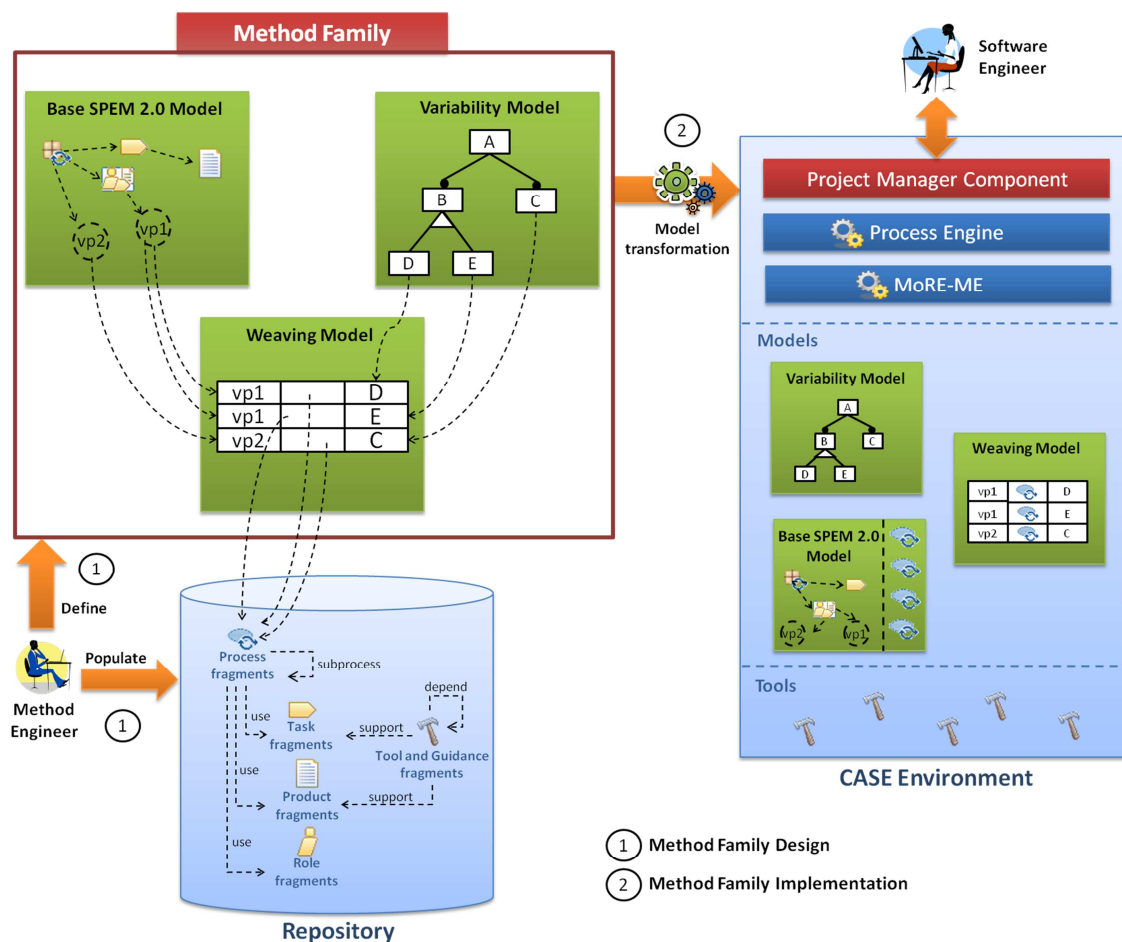 Method Family
Base SPEM 2.0 Model
vp2
vp1
Variability Model
A
B
C
D
E
Weaving Model
vp1 D
vp1 E
vp2 C
2
Model
transformation
Software
Engineer
Project Manager Component
Process Engine
MoRE-ME
Models
Variability Model
A
B
C
D
E
Weaving Model
vp1 D
vp1 E
vp2 C
Base SPEM 2.0
Model
vp2
vp1
Tools
CASE Environment
1
Define
Populate
1
Method
Engineer
Process
fragments
subprocess
use
Task
fragments
support
depend
Tool and Guidance
fragments
use
Product
fragments
support
use
Role
fragments
Repository
1 Method Family Design
2 Method Family Implementation